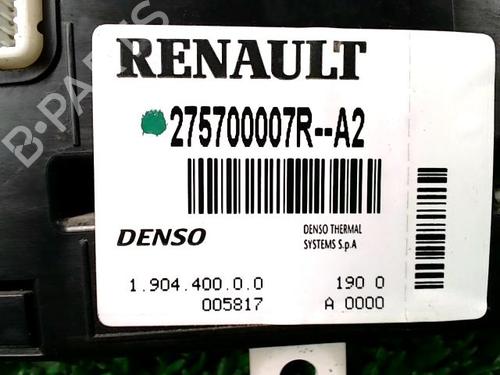 RENAULT
275700007R--A2
DENSO
DENSO THERMAL
SYSTEMS S.p.A
1.904.400.0.0 190 0
005817 A 0000
B-PARTS